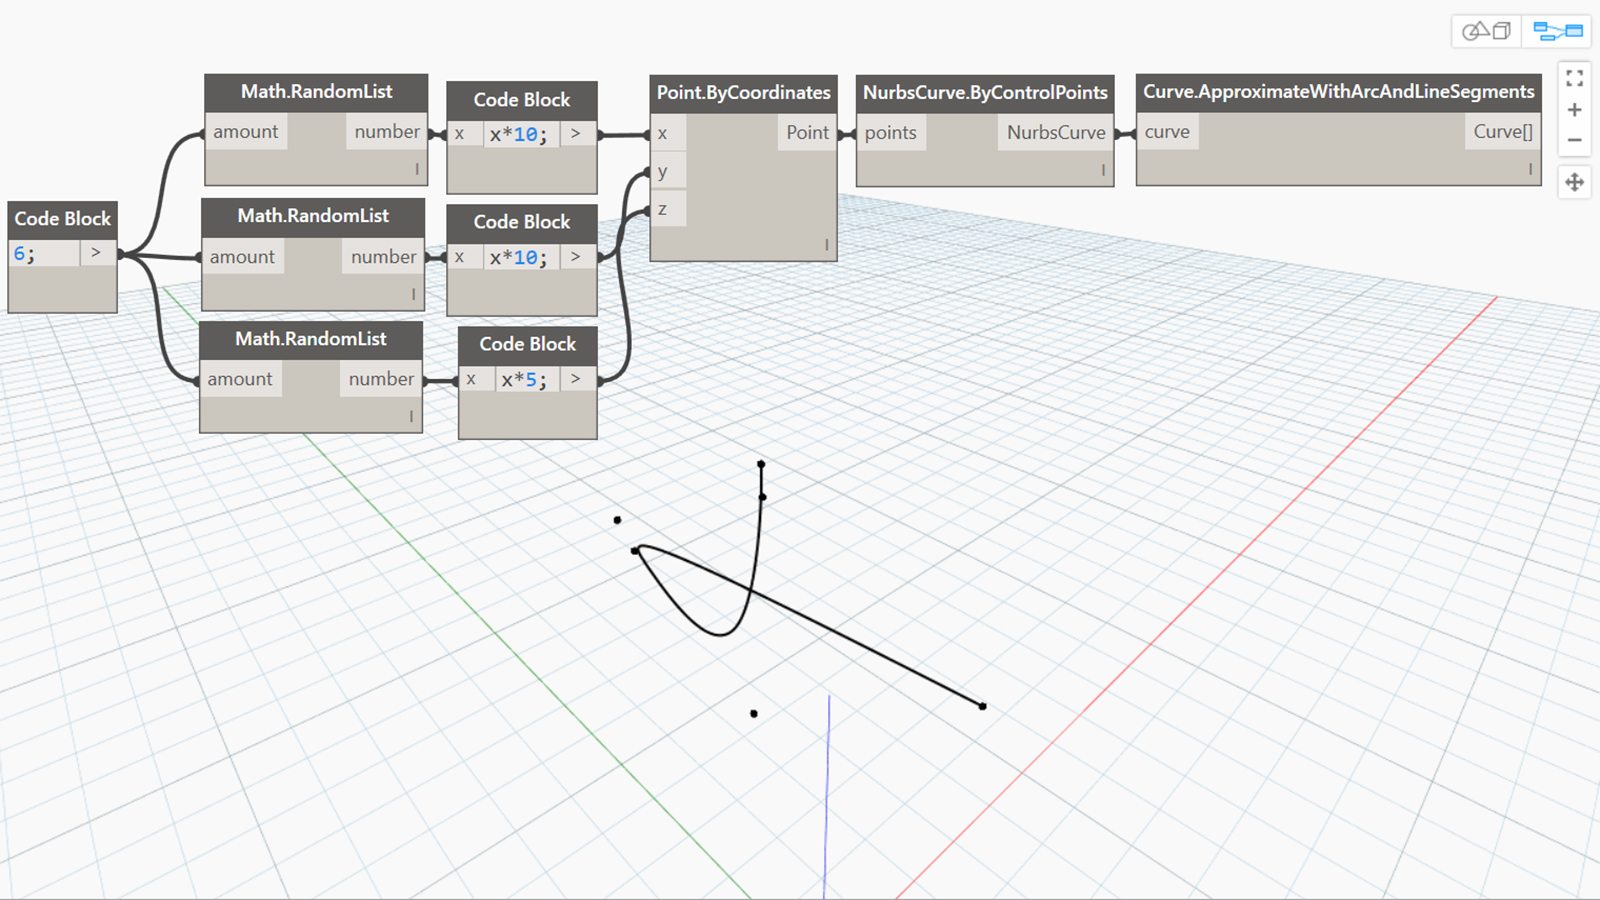 Math.RandomList
amount number
l
Code Block
x x*10; >
Point.ByCoordinates
x Point
y
z
l
NurbsCurve.ByControlPoints
points NurbsCurve
l
Curve.ApproximateWithArcAndLineSegments
curve Curve[]
l
Code Block
6; >
Math.RandomList
amount number
l
Code Block
x x*10; >
Math.RandomList
amount number
l
Code Block
x x*5; >